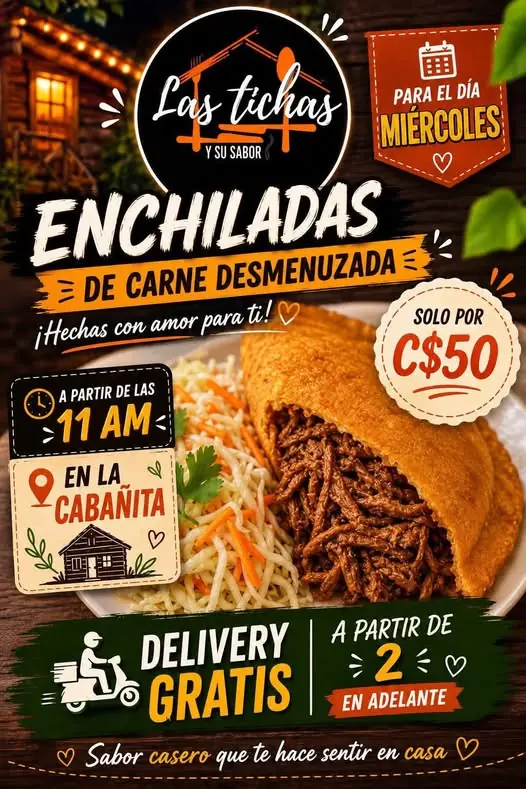 Las tichas
Y SU SABOR
PARA EL DÍA
MIÉRCOLES
ENCHILADAS
DE CARNE DESMENUZADA
¡Hechas con amor para ti!
SOLO POR
C$50
A PARTIR DE LAS
11 AM
EN LA
CABAÑITA
DELIVERY
GRATIS
A PARTIR DE
2
EN ADELANTE
Sabor casero que te hace sentir en casa